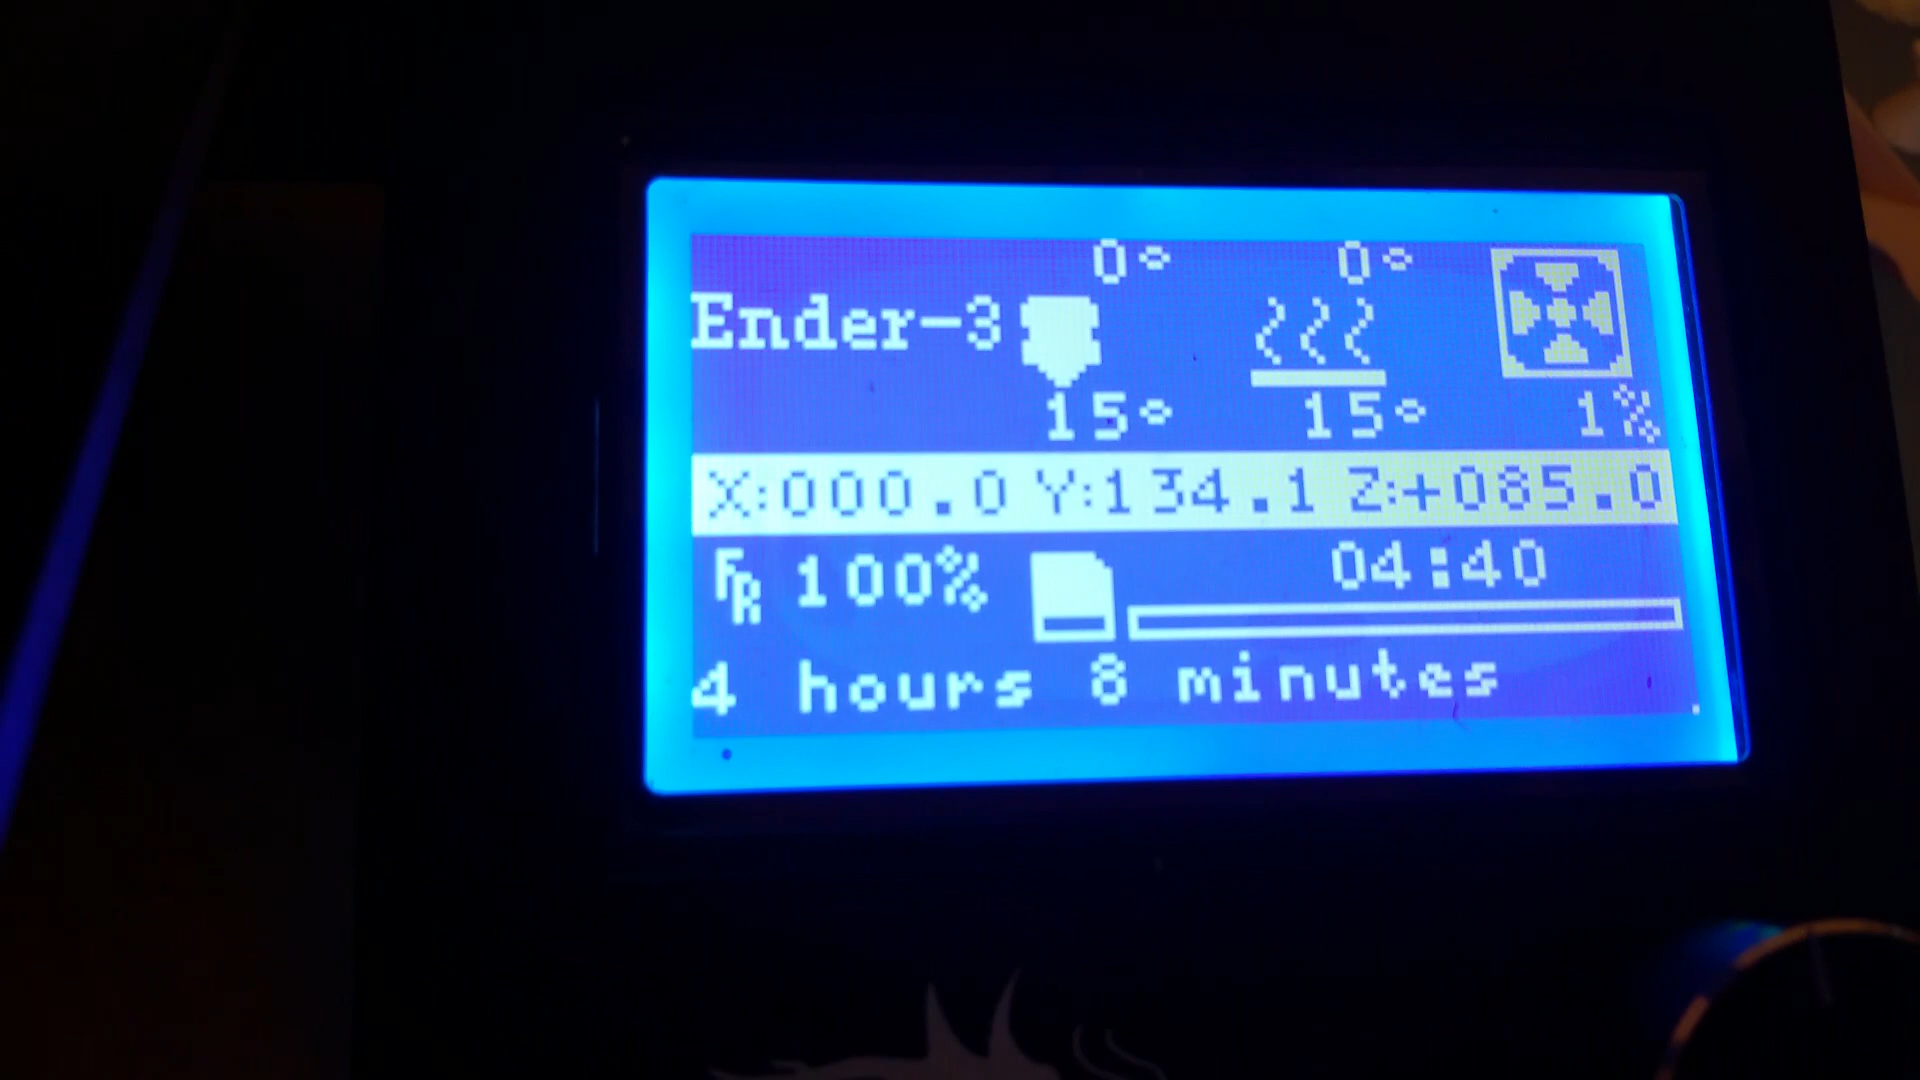 0° 0°
Ender-3
15° 15° 1%
X:000.0 Y:134.1 Z:+085.0
FR 100% 04:40
4 hours 8 minutes